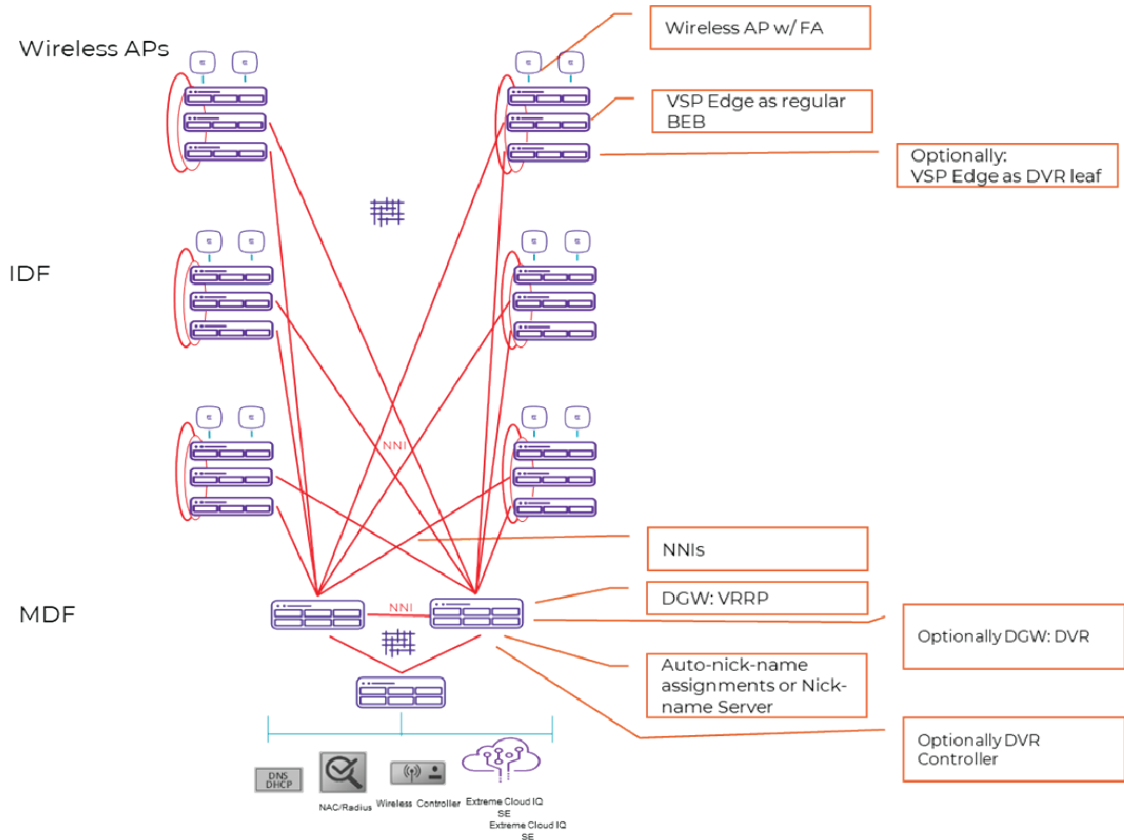 Wireless APs
Wireless AP w/ FA
VSP Edge as regular
BEB
Optionally:
VSP Edge as DVR leaf
IDF
NNI
NNIs
MDF
NNI
DGW: VRRP
Optionally DGW: DVR
Auto-nick-name
assignments or Nick-
name Server
Optionally DVR
Controller
DNS
DHCP
NAC/Radius
Wireless Controller
Extreme Cloud IQ
SE
Extreme Cloud IQ
SE